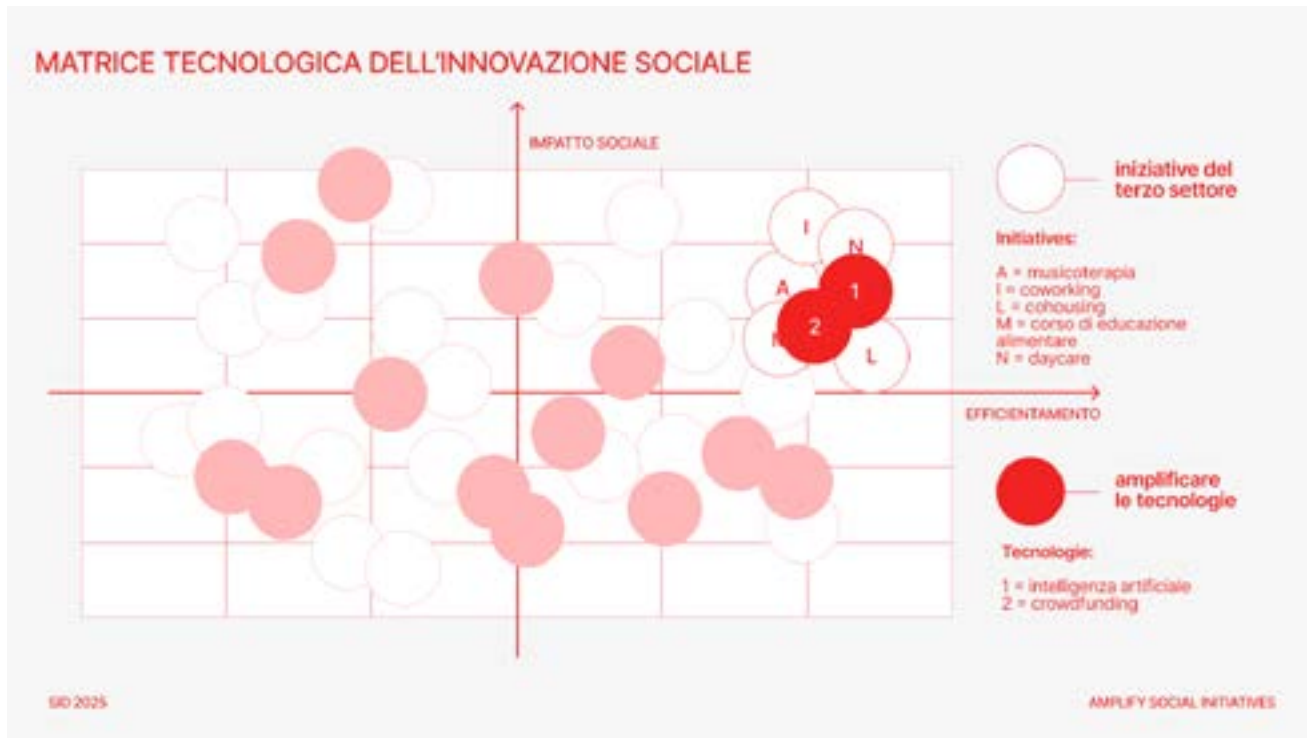 MATRICE TECNOLOGICA DELL'INNOVAZIONE SOCIALE
IMPATTO SOCIALE
I
N
A
1
2
L
EFFICIENTAMENTO
iniziative del
terzo settore
Initiatives:
A = musicoterapia
I = coworking
L = cohousing
M = corso di educazione
alimentare
N = daycare
amplificare
le tecnologie
Tecnologie:
1 = intelligenza artificiale
2 = crowdfunding
SID 2025
AMPLIFY SOCIAL INITIATIVES